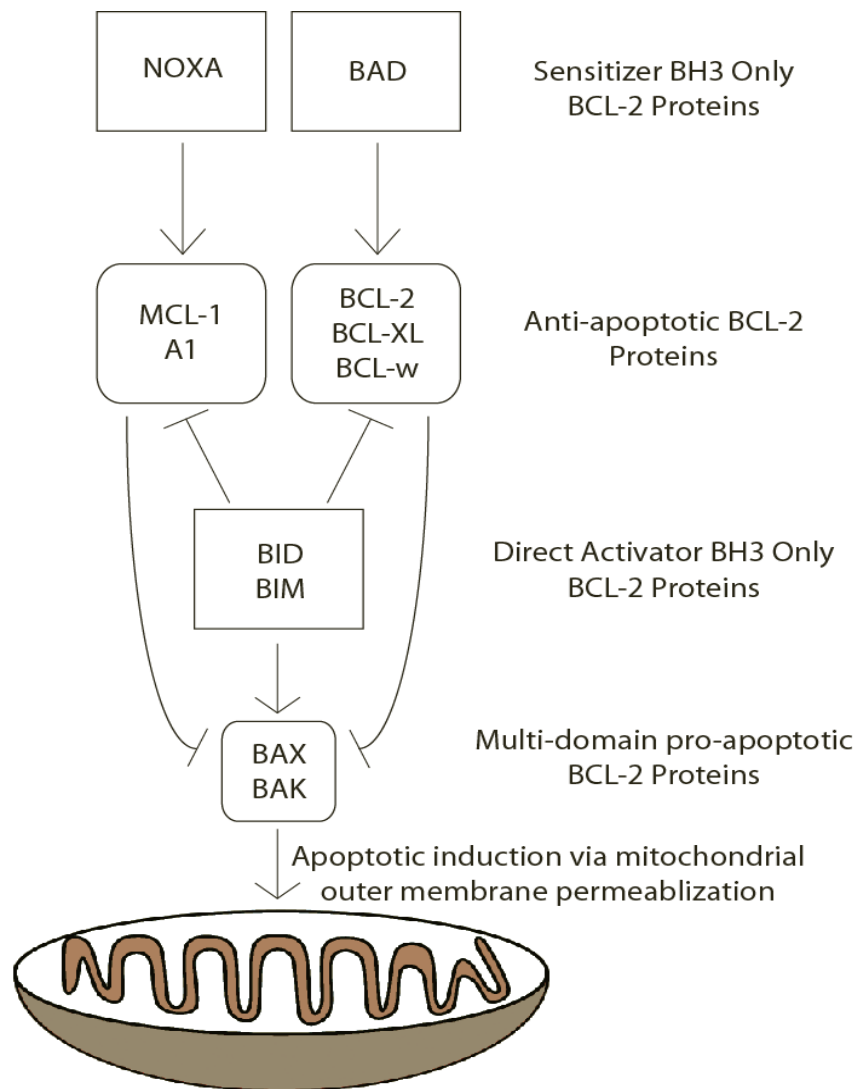 NOXA
BAD
Sensitizer BH3 Only
BCL-2 Proteins
MCL-1
A1
BCL-2
BCL-XL
BCL-w
Anti-apoptotic BCL-2
Proteins
BID
BIM
Direct Activator BH3 Only
BCL-2 Proteins
BAX
BAK
Multi-domain pro-apoptotic
BCL-2 Proteins
Apoptotic induction via mitochondrial
outer membrane permeablization